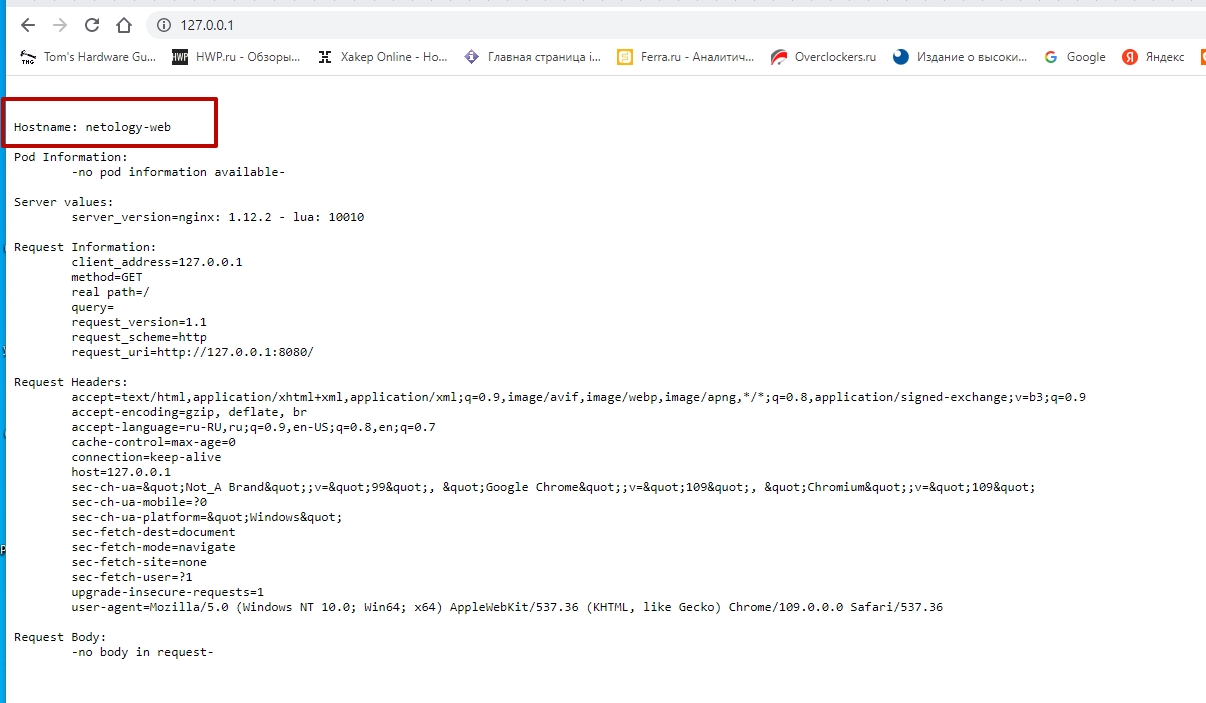 127.0.0.1
THG Tom's Hardware Gu... HWP HWP.ru - Обзоры... Xakep Online - Но... Главная страница i... Ferra.ru - Аналитич... Overclockers.ru Издание о высоки... Google Яндекс
Hostname: netology-web
Pod Information:
-no pod information available-
Server values:
server_version=nginx: 1.12.2 - lua: 10010
Request Information:
client_address=127.0.0.1
method=GET
real path=/
query=
request_version=1.1
request_scheme=http
request_uri=http://127.0.0.1:8080/
Request Headers:
accept=text/html,application/xhtml+xml,application/xml;q=0.9,image/avif,image/webp,image/apng,*/*;q=0.8,application/signed-exchange;v=b3;q=0.9
accept-encoding=gzip, deflate, br
accept-language=ru-RU,ru;q=0.9,en-US;q=0.8,en;q=0.7
cache-control=max-age=0
connection=keep-alive
host=127.0.0.1
sec-ch-ua=&quot;Not_A Brand&quot;;v=&quot;99&quot;, &quot;Google Chrome&quot;;v=&quot;109&quot;, &quot;Chromium&quot;;v=&quot;109&quot;
sec-ch-ua-mobile=?0
sec-ch-ua-platform=&quot;Windows&quot;
sec-fetch-dest=document
sec-fetch-mode=navigate
sec-fetch-site=none
sec-fetch-user=?1
upgrade-insecure-requests=1
user-agent=Mozilla/5.0 (Windows NT 10.0; Win64; x64) AppleWebKit/537.36 (KHTML, like Gecko) Chrome/109.0.0.0 Safari/537.36
Request Body:
-no body in request-